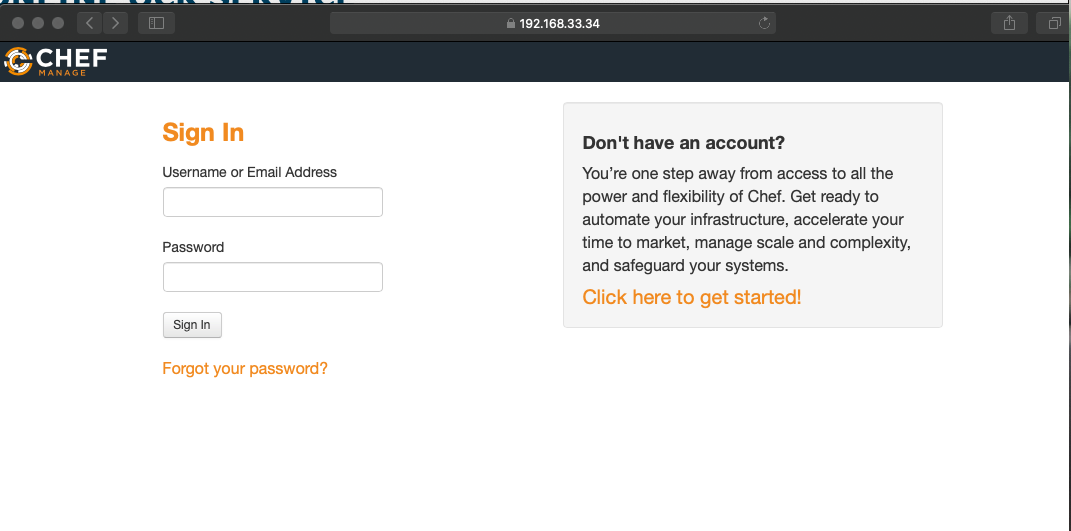 192.168.33.34
CHEF
MANAGE
Sign In
Username or Email Address
Password
Sign In
Forgot your password?
Don't have an account?
You’re one step away from access to all the
power and flexibility of Chef. Get ready to
automate your infrastructure, accelerate your
time to market, manage scale and complexity,
and safeguard your systems.
Click here to get started!